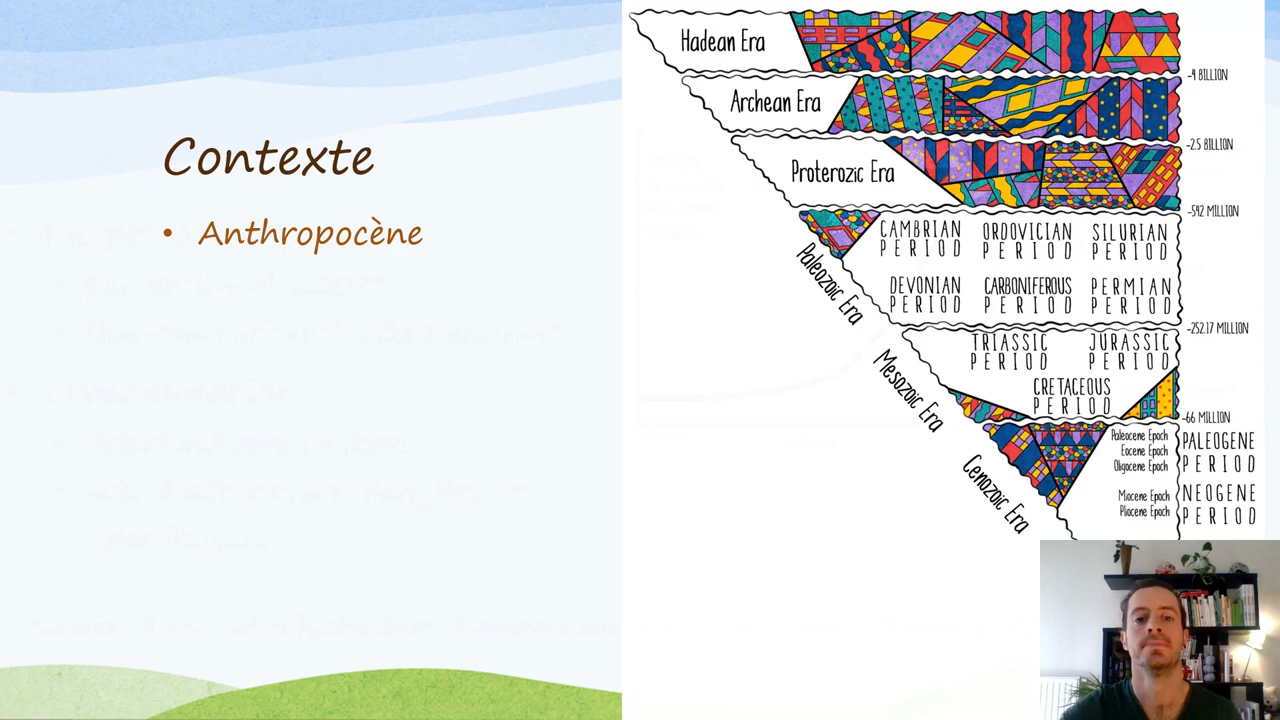 Contexte
• Anthropocène
Hadean Era
-4 BILLION
Archean Era
-2.5 BILLION
Proterozic Era
-542 MILLION
Paleozoic Era
CAMBRIAN PERIOD
ORDOVICIAN PERIOD
SILURIAN PERIOD
DEVONIAN PERIOD
CARBONIFEROUS PERIOD
PERMIAN PERIOD
-252.17 MILLION
Mesozoic Era
TRIASSIC PERIOD
JURASSIC PERIOD
CRETACEOUS PERIOD
-66 MILLION
Cenozoic Era
Paleocene Epoch
Eocene Epoch
Oligocene Epoch
PALEOGENE PERIOD
Miocene Epoch
Pliocene Epoch
NEOGENE PERIOD